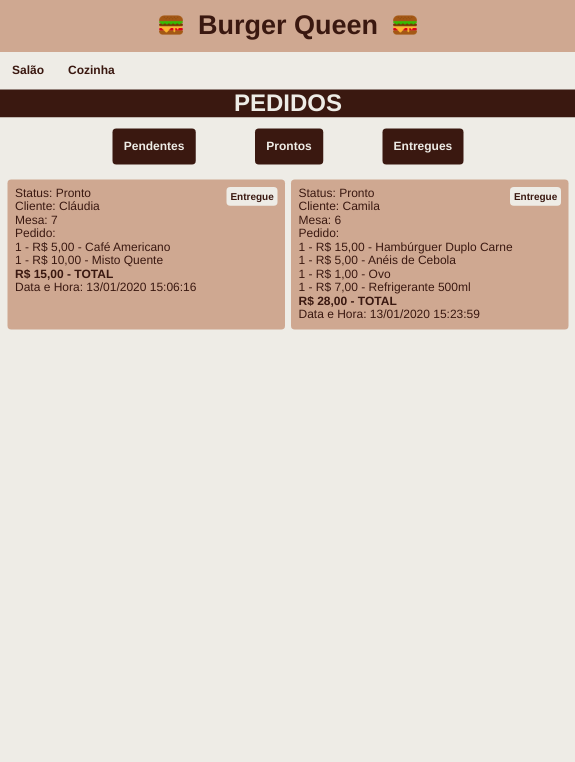 Burger Queen
Salão Cozinha
PEDIDOS
Pendentes Prontos Entregues
Status: Pronto
Entregue
Cliente: Cláudia
Mesa: 7
Pedido:
1 - R$ 5,00 - Café Americano
1 - R$ 10,00 - Misto Quente
R$ 15,00 - TOTAL
Data e Hora: 13/01/2020 15:06:16
Status: Pronto
Entregue
Cliente: Camila
Mesa: 6
Pedido:
1 - R$ 15,00 - Hambúrguer Duplo Carne
1 - R$ 5,00 - Anéis de Cebola
1 - R$ 1,00 - Ovo
1 - R$ 7,00 - Refrigerante 500ml
R$ 28,00 - TOTAL
Data e Hora: 13/01/2020 15:23:59